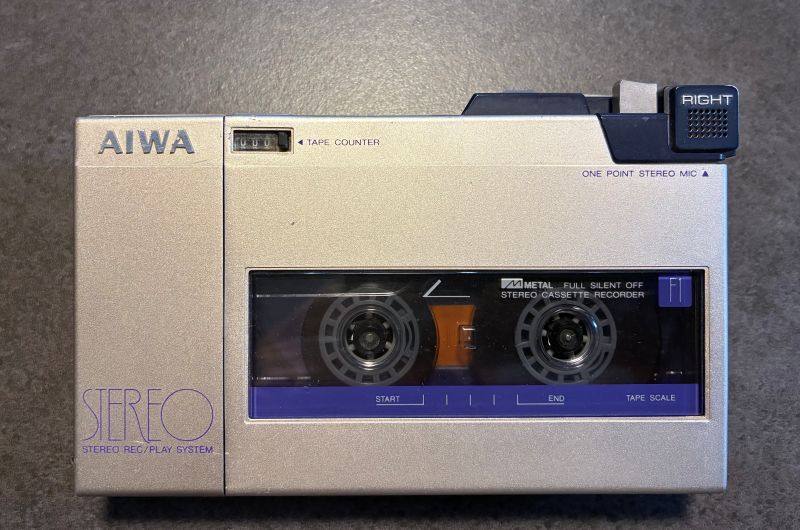 AIWA
000
◀ TAPE COUNTER
RIGHT
ONE POINT STEREO MIC ▲
METAL FULL SILENT OFF
STEREO CASSETTE RECORDER
F1
E
START
END
TAPE SCALE
STEREO
STEREO REC/PLAY SYSTEM